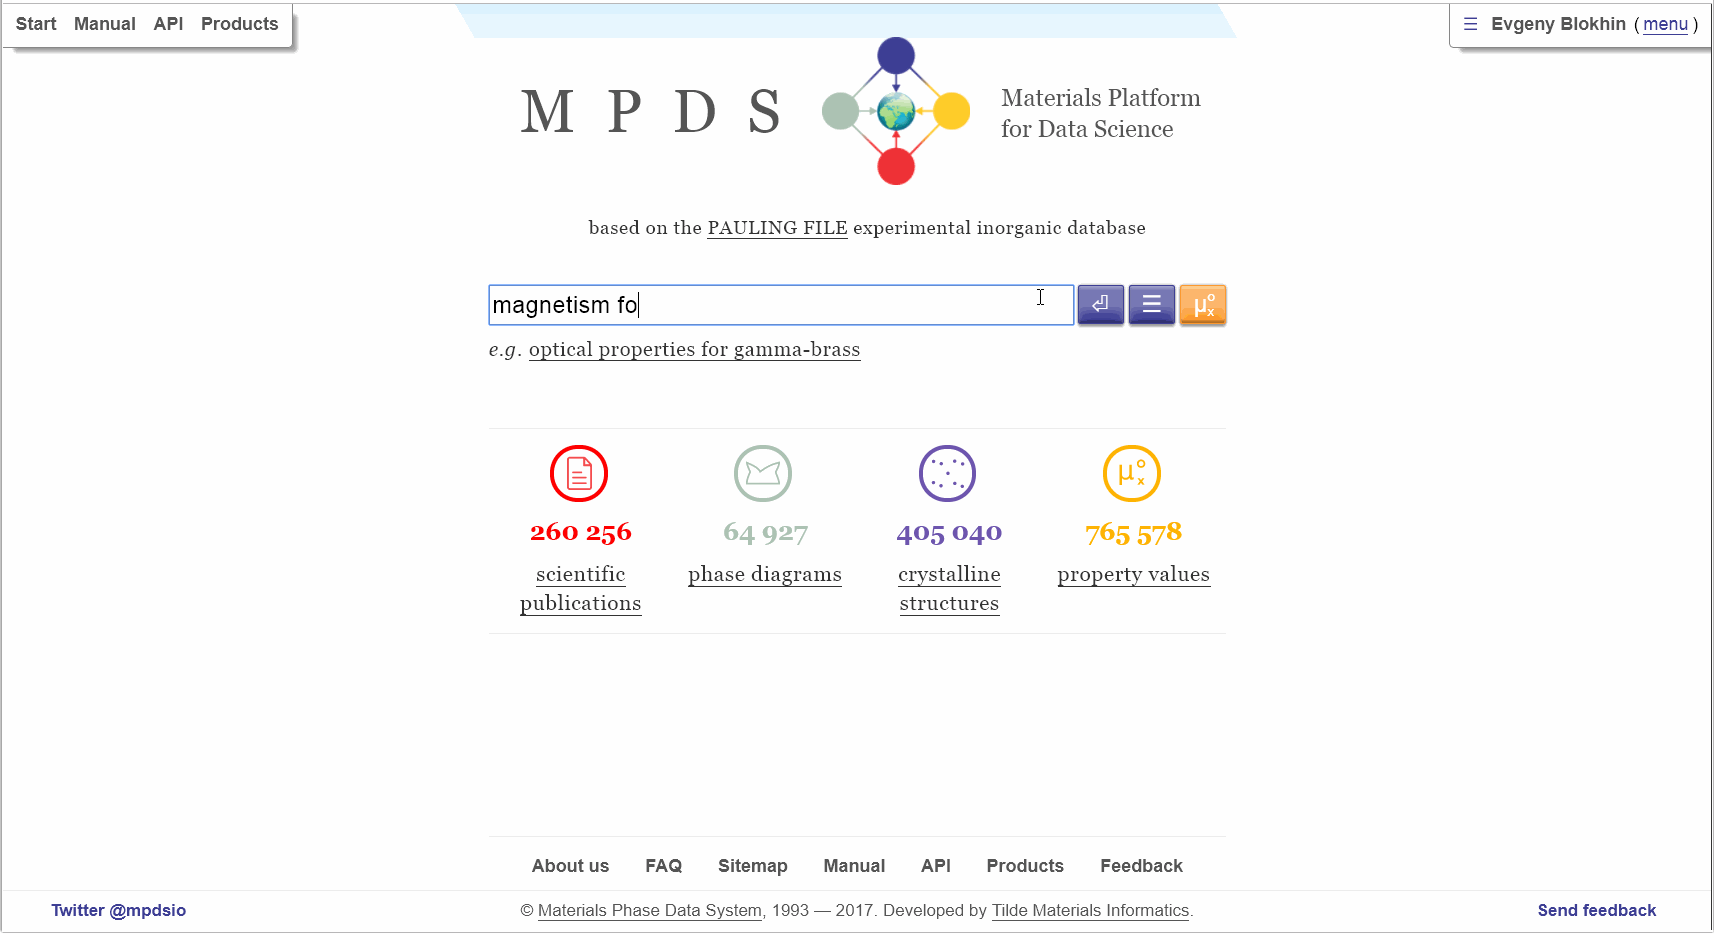 Start Manual API Products
☰ Evgeny Blokhin ( menu )
M P D S
Materials Platform
for Data Science
based on the PAULING FILE experimental inorganic database
magnetism fo
⏎ ☰ μ°x
e.g. optical properties for gamma-brass
μ°x
260 256 64 927 405 040 765 578
scientific publications
phase diagrams
crystalline structures
property values
About us FAQ Sitemap Manual API Products Feedback
Twitter @mpdsio
© Materials Phase Data System, 1993 — 2017. Developed by Tilde Materials Informatics.
Send feedback